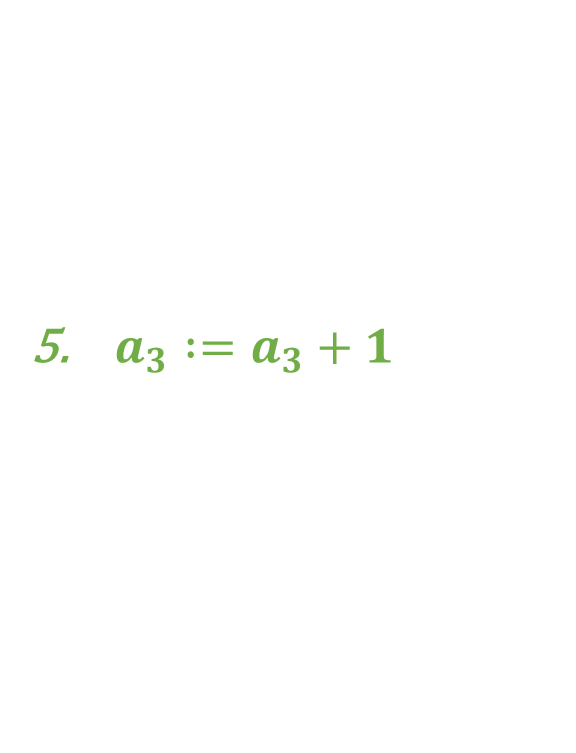 5. a₃ := a₃ + 1